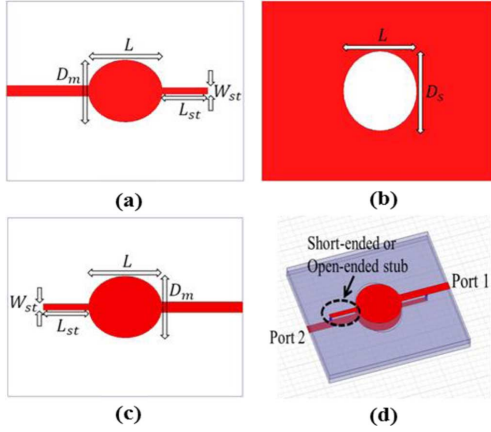 L
D_m
W_st
L_st
(a)
L
D_s
(b)
L
W_st
D_m
L_st
(c)
Short-ended or
Open-ended stub
Port 1
Port 2
(d)